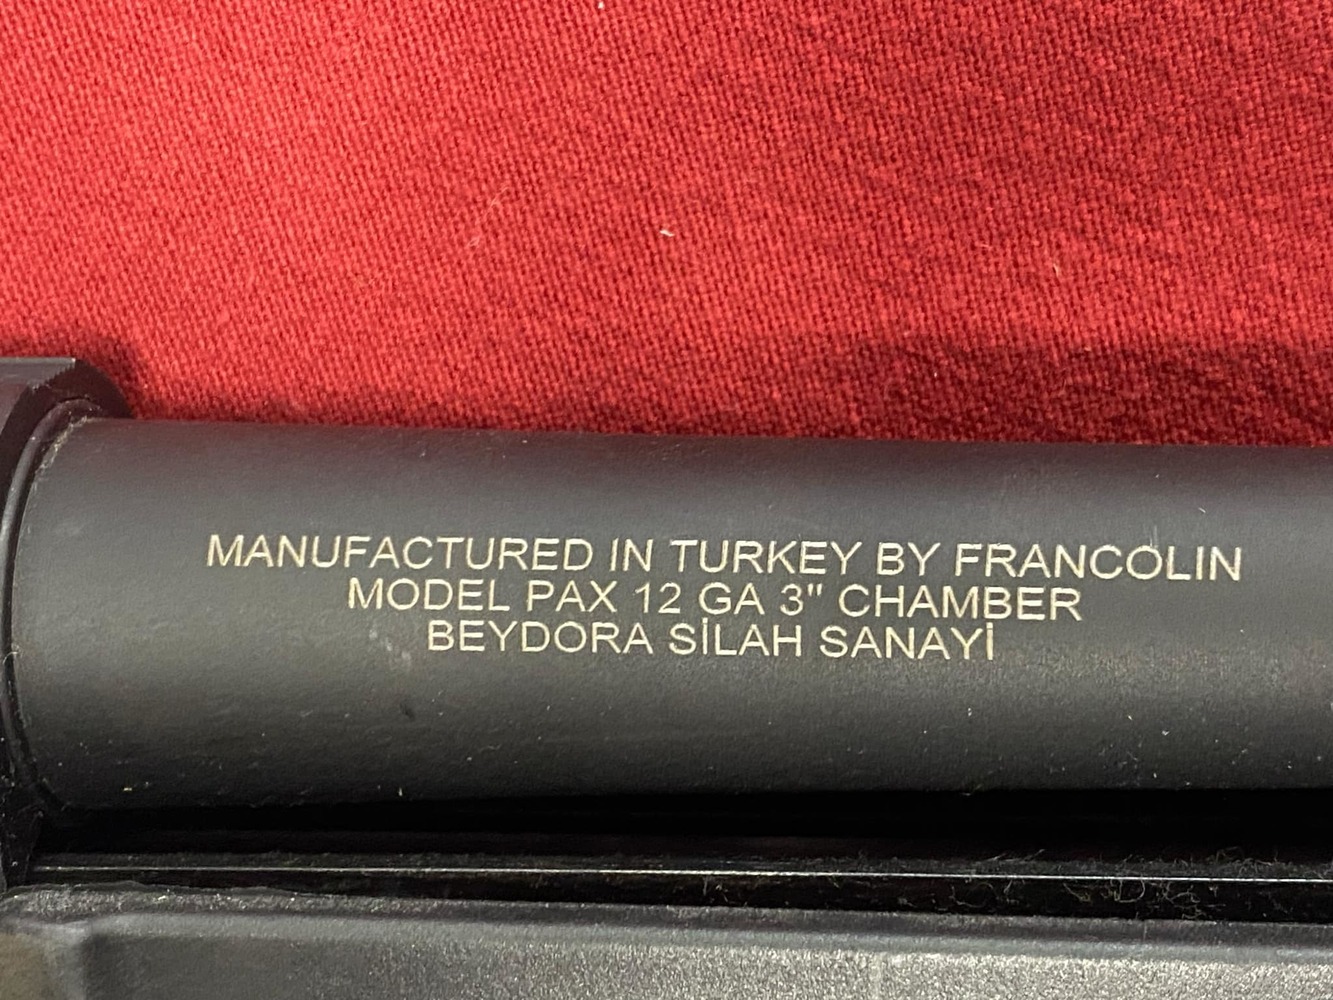 MANUFACTURED IN TURKEY BY FRANCOLIN
MODEL PAX 12 GA 3" CHAMBER
BEYDORA SİLAH SANAYİ